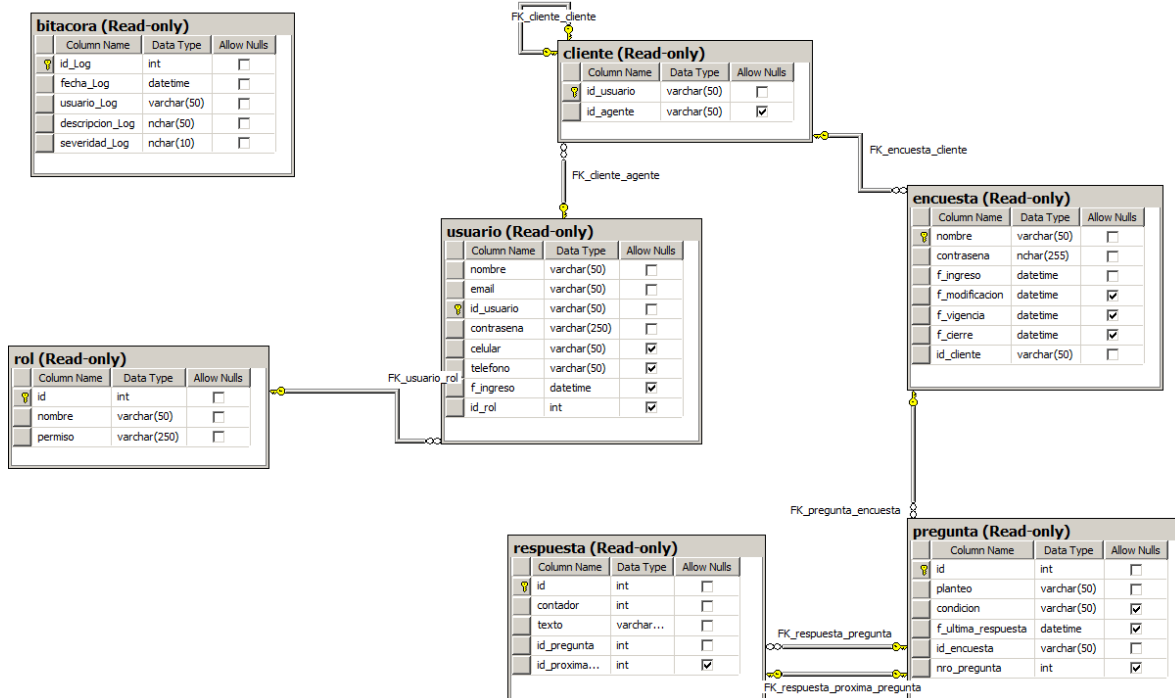 bitacora (Read-only)
Column Name Data Type Allow Nulls
id_Log int
fecha_Log datetime
usuario_Log varchar(50)
descripcion_Log nchar(50)
severidad_Log nchar(10)
FK_cliente_cliente
cliente (Read-only)
Column Name Data Type Allow Nulls
id_usuario varchar(50)
id_agente varchar(50)
FK_encuesta_cliente
FK_cliente_agente
encuesta (Read-only)
Column Name Data Type Allow Nulls
nombre varchar(50)
contrasena nchar(255)
f_ingreso datetime
f_modificacion datetime
f_vigencia datetime
f_cierre datetime
id_cliente varchar(50)
usuario (Read-only)
Column Name Data Type Allow Nulls
nombre varchar(50)
email varchar(50)
id_usuario varchar(50)
contrasena varchar(250)
celular varchar(50)
telefono varchar(50)
f_ingreso datetime
id_rol int
FK_usuario_rol
rol (Read-only)
Column Name Data Type Allow Nulls
id int
nombre varchar(50)
permiso varchar(250)
FK_pregunta_encuesta
pregunta (Read-only)
Column Name Data Type Allow Nulls
id int
planteo varchar(50)
condicion varchar(50)
f_ultima_respuesta datetime
id_encuesta varchar(50)
nro_pregunta int
respuesta (Read-only)
Column Name Data Type Allow Nulls
id int
contador int
texto varchar...
id_pregunta int
id_proxima... int
FK_respuesta_pregunta
FK_respuesta_proxima_pregunta